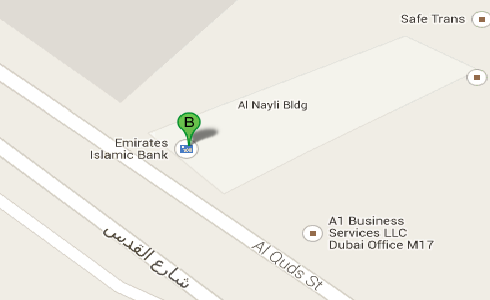 Safe Trans
Al Nayli Bldg
B
Emirates
Islamic Bank
A1 Business
Services LLC
Dubai Office M17
Al Quds St
شارع القدس